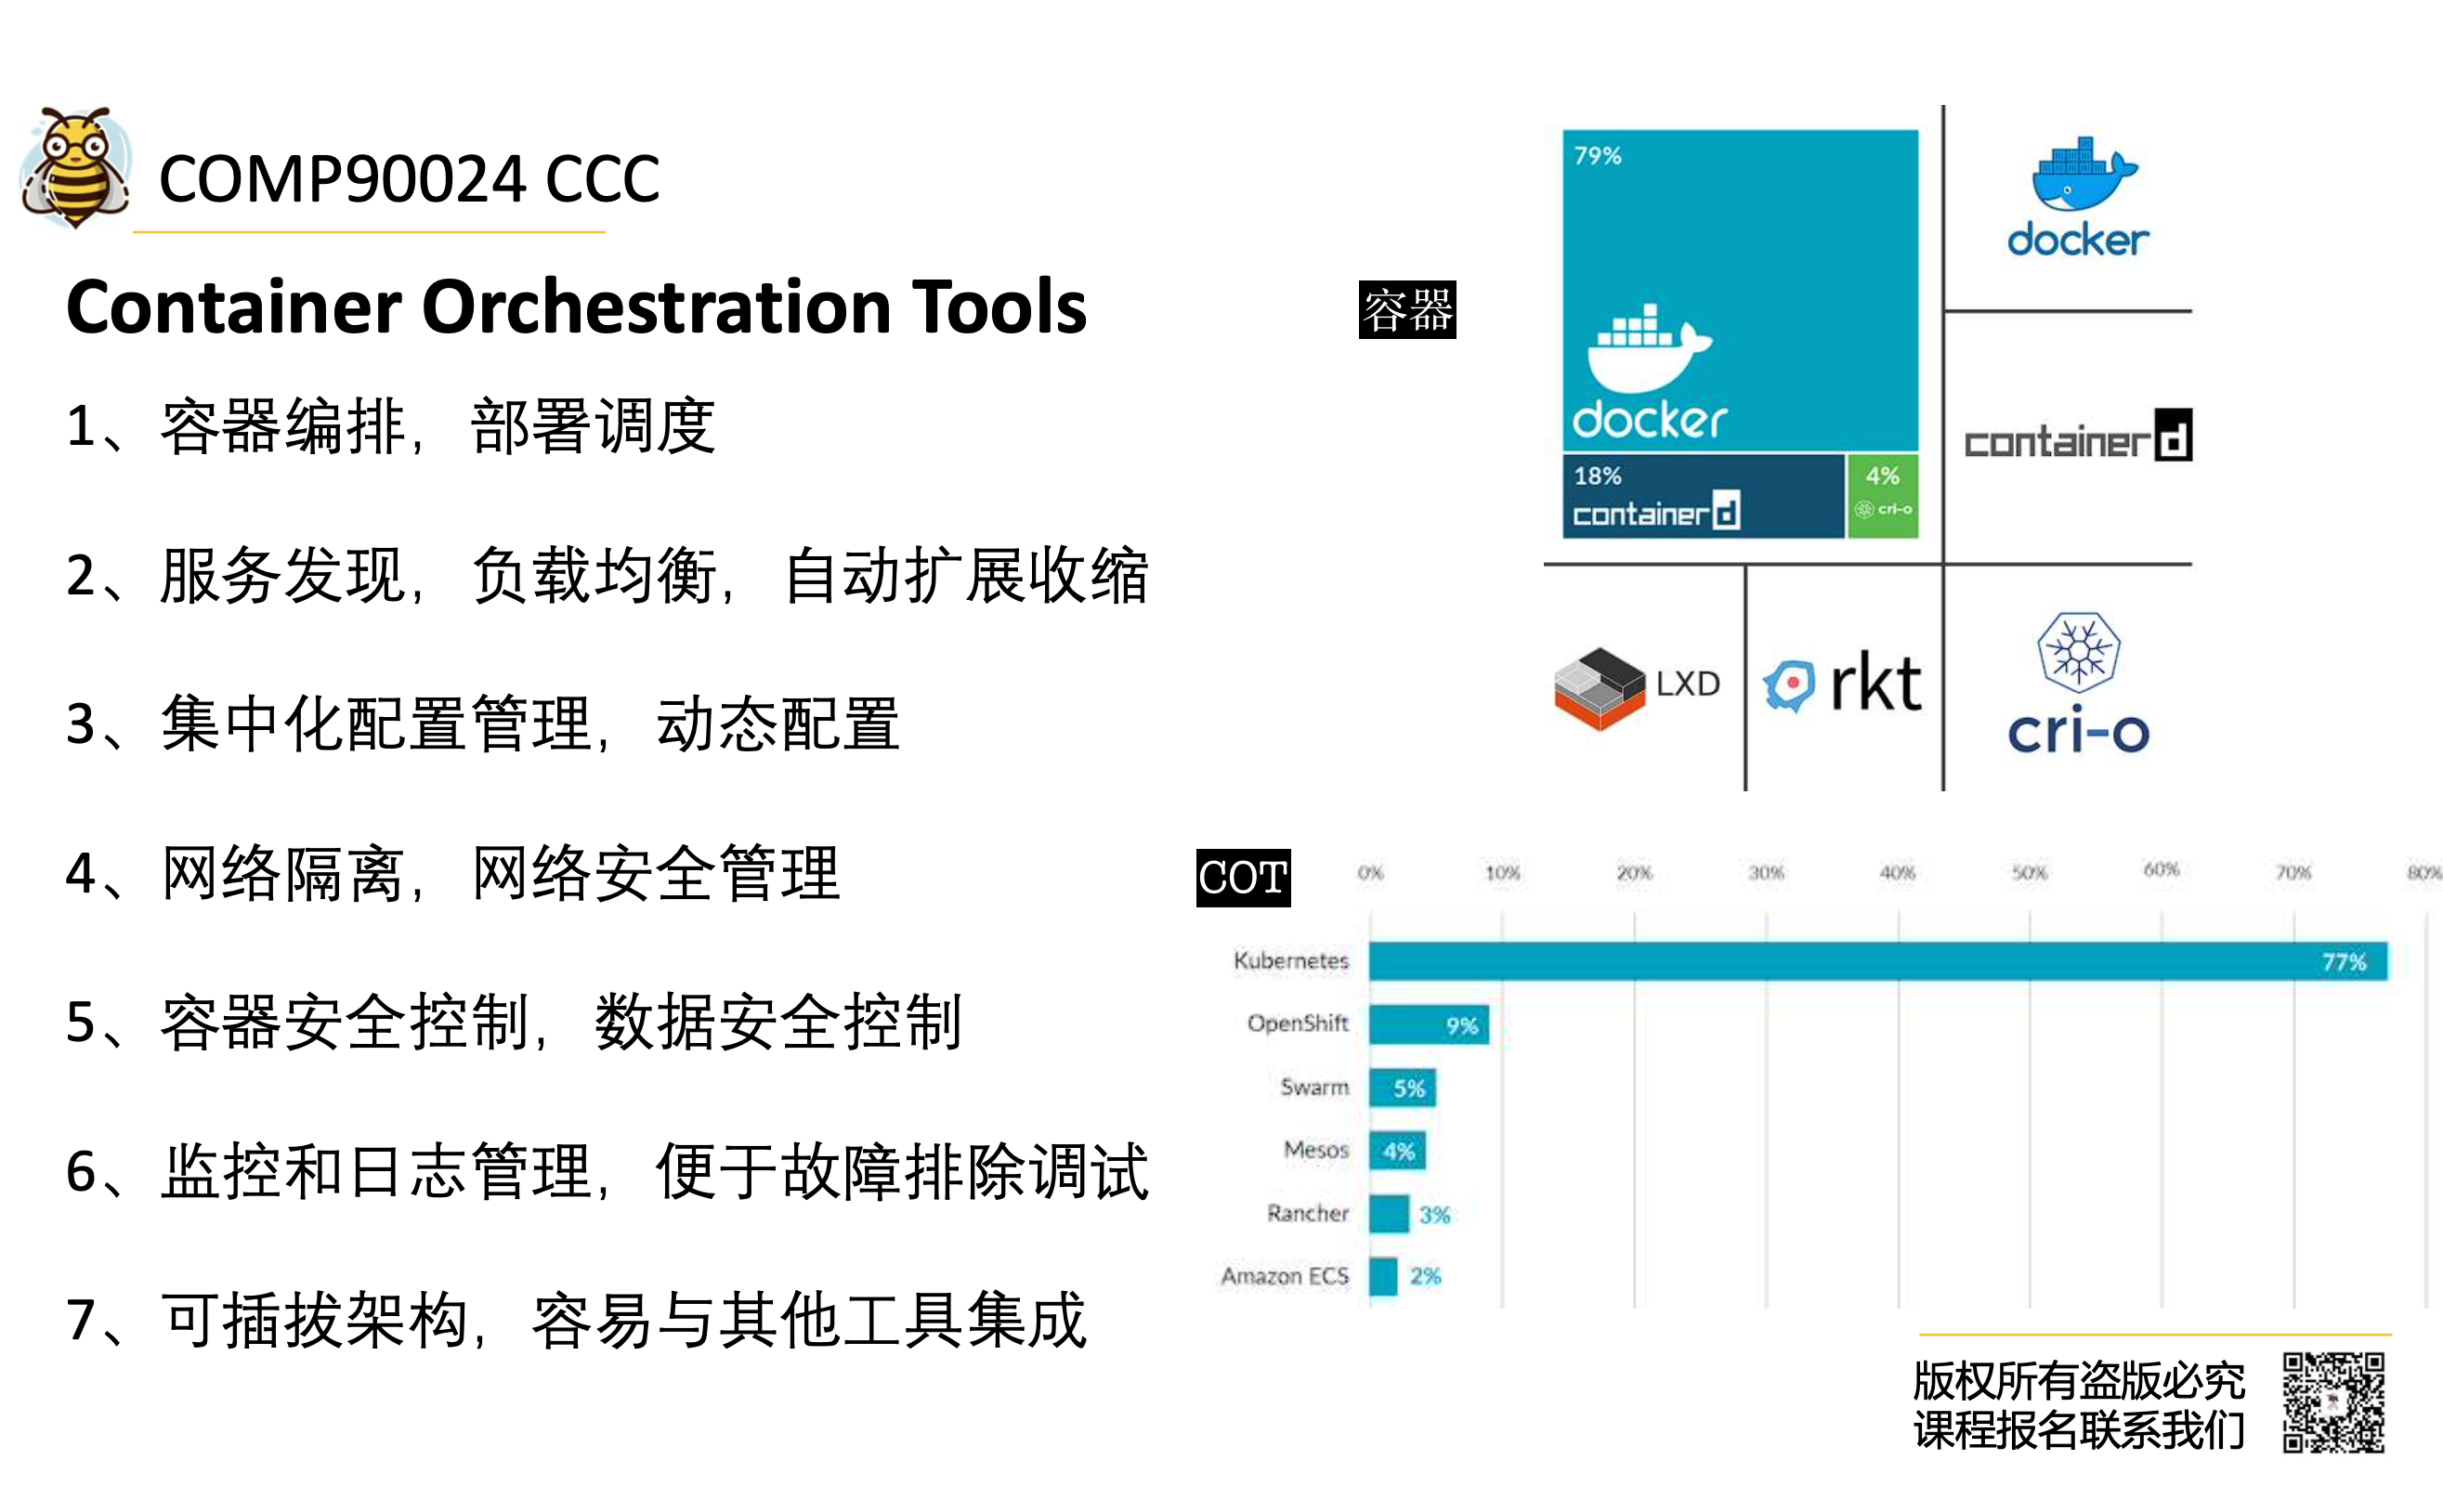 COMP90024 CCC
Container Orchestration Tools
1、容器编排，部署调度
2、服务发现，负载均衡，自动扩展收缩
3、集中化配置管理，动态配置
4、网络隔离，网络安全管理
5、容器安全控制，数据安全控制
6、监控和日志管理，便于故障排除调试
7、可插拔架构，容易与其他工具集成
容器
79%
docker
18%
containerd
4%
cri-o
docker
containerd
LXD
rkt
cri-o
COT
0% 10% 20% 30% 40% 50% 60% 70% 80%
Kubernetes 77%
OpenShift 9%
Swarm 5%
Mesos 4%
Rancher 3%
Amazon ECS 2%
版权所有盗版必究
课程报名联系我们